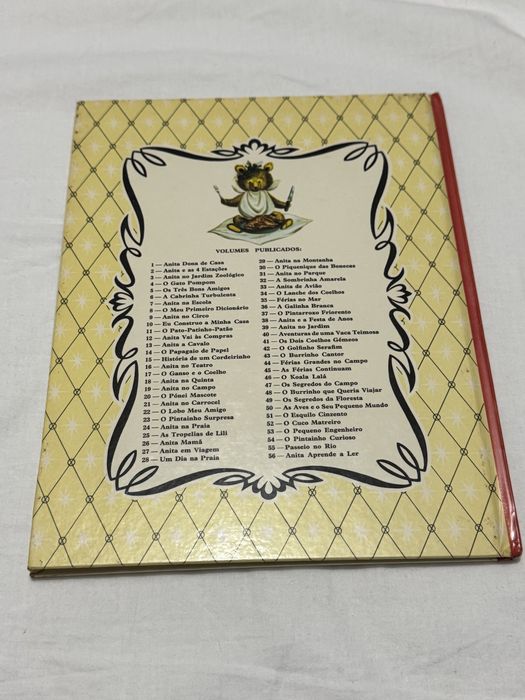 VOLUMES PUBLICADOS:
1 — Anita Dona de Casa
2 — Anita e as 4 Estações
3 — Anita no Jardim Zoológico
4 — O Gato Pompom
5 — Os Três Bons Amigos
6 — A Cabrinha Turbulenta
7 — Anita na Escola
8 — O Meu Primeiro Dicionário
9 — Anita no Circo
10 — Eu Construo a Minha Casa
11 — O Pato-Patinho-Patão
12 — Anita Vai às Compras
13 — Anita a Cavalo
14 — O Papagaio de Papel
15 — História de um Cordeirinho
16 — Anita no Teatro
17 — O Ganso e o Coelho
18 — Anita na Quinta
19 — Anita no Campo
20 — O Pónei Mascote
21 — Anita no Carrocel
22 — O Lobo Meu Amigo
23 — O Pintainho Surpresa
24 — Anita na Praia
25 — As Tropelias de Lili
26 — Anita Mamã
27 — Anita em Viagem
28 — Um Dia na Praia
29 — Anita na Montanha
30 — O Piquenique das Bonecas
31 — Anita no Parque
32 — A Sombrinha Amarela
33 — Anita de Avião
34 — O Lanche dos Coelhos
35 — Férias no Mar
36 — A Galinha Branca
37 — O Pintarroxo Friorento
38 — Anita e a Festa de Anos
39 — Anita no Jardim
40 — Aventuras de uma Vaca Teimosa
41 — Os Dois Coelhos Gémeos
42 — O Golfinho Serafim
43 — O Burrinho Cantor
44 — Férias Grandes no Campo
45 — As Férias Continuam
46 — O Koala Lalá
47 — Os Segredos do Campo
48 — O Burrinho que Queria Viajar
49 — Os Segredos da Floresta
50 — As Aves e o Seu Pequeno Mundo
51 — O Esquilo Cinzento
52 — O Cuco Matreiro
53 — O Pequeno Engenheiro
54 — O Pintainho Curioso
55 — Passeio no Rio
56 — Anita Aprende a Ler